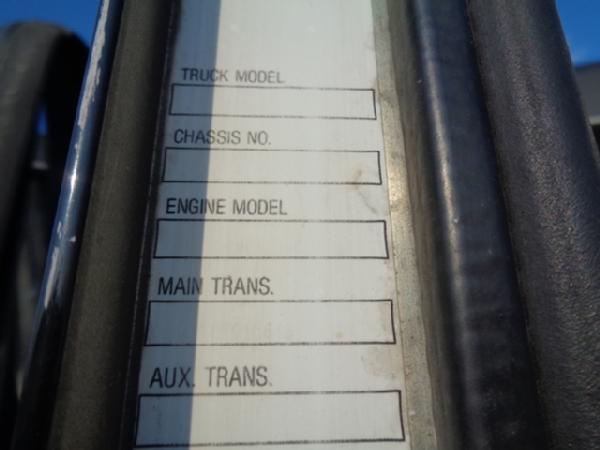 TRUCK MODEL
CHASSIS NO.
ENGINE MODEL
MAIN TRANS.
AUX. TRANS.